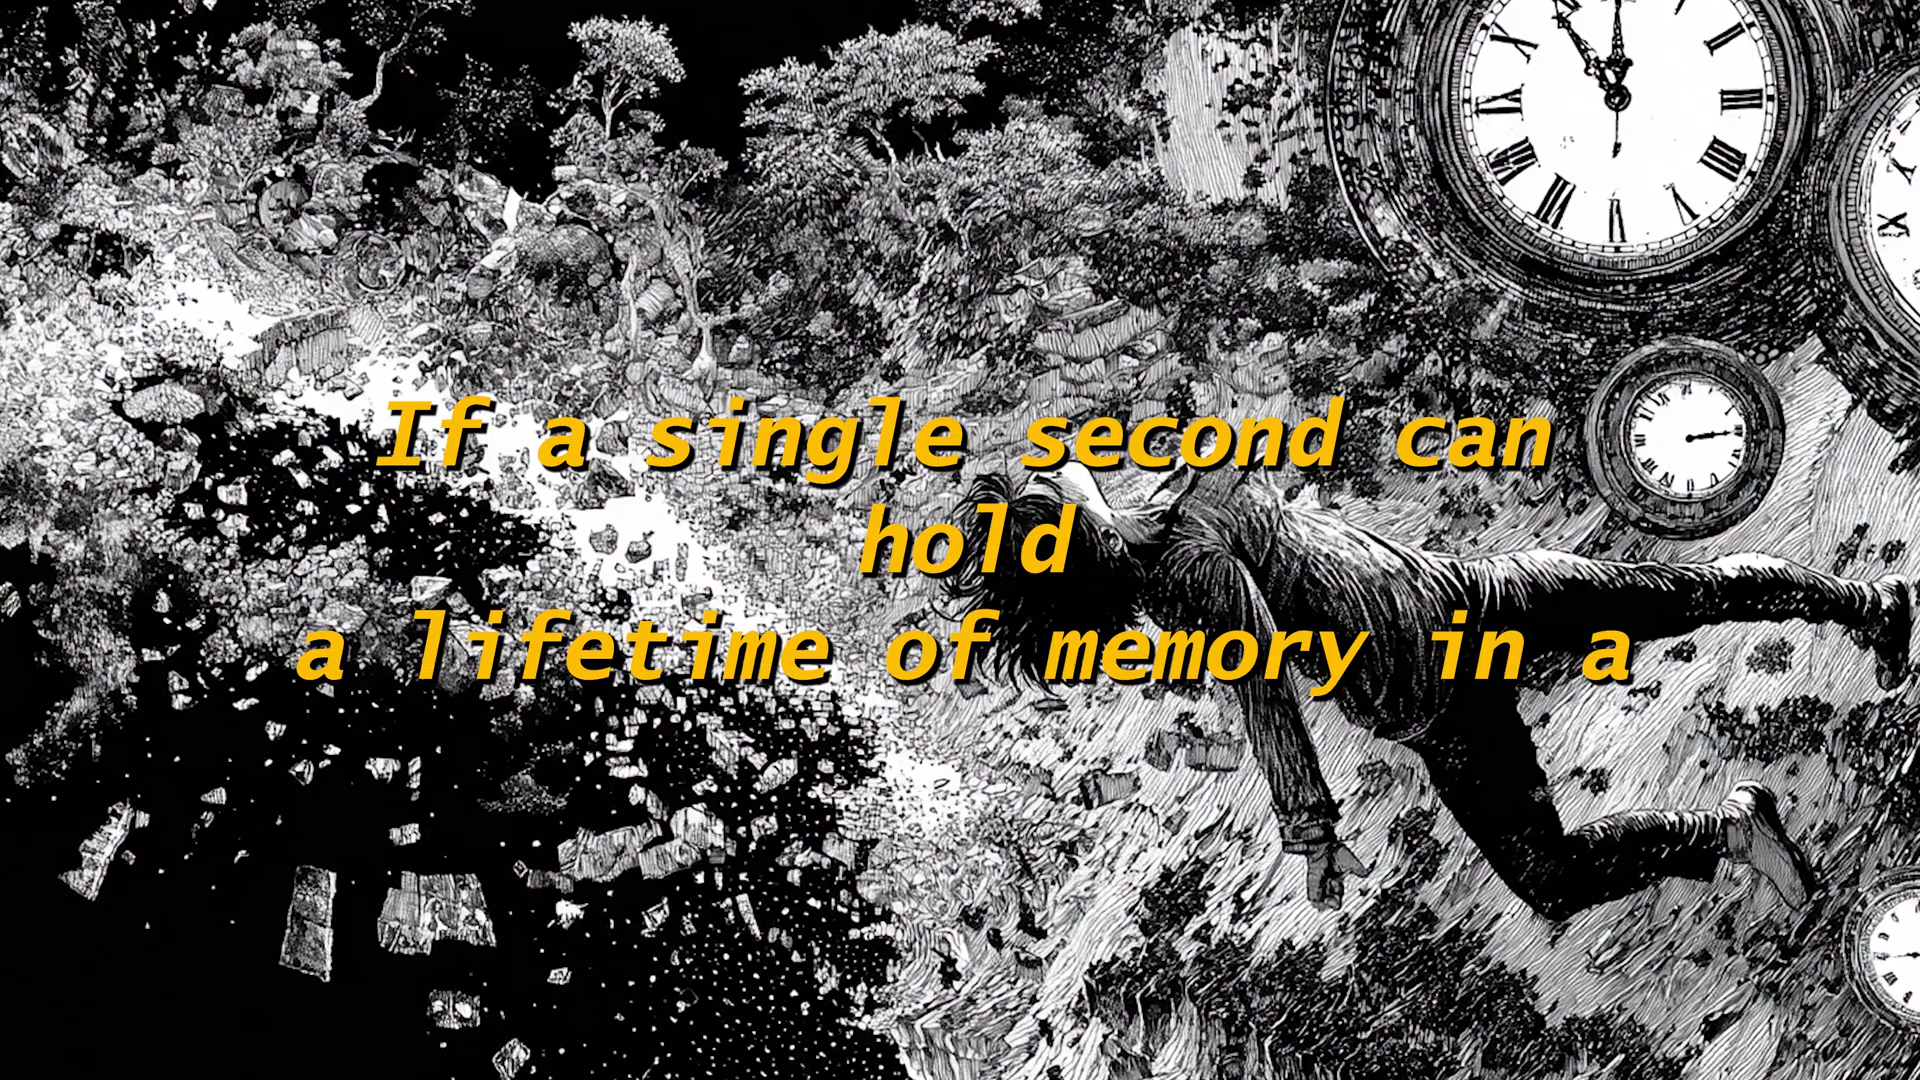 If a single second can
hold
a lifetime of memory in a